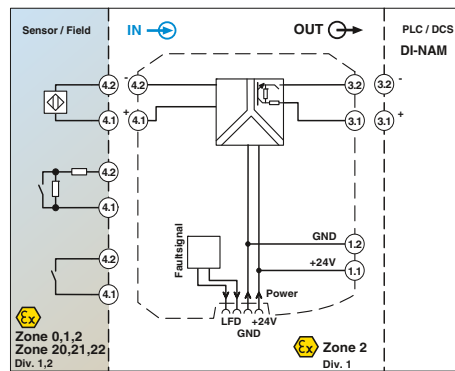 Sensor / Field
IN
OUT
PLC / DCS
DI-NAM
4.2 - 4.2
3.2 3.2 -
4.1 + 4.1
3.1 3.1 +
4.2
4.1
4.2
4.1
Faultsignal
GND 1.2
+24V 1.1
Power
LFD +24V
GND
Ex
Zone 0,1,2
Zone 20,21,22
Div. 1,2
Ex Zone 2
Div. 1